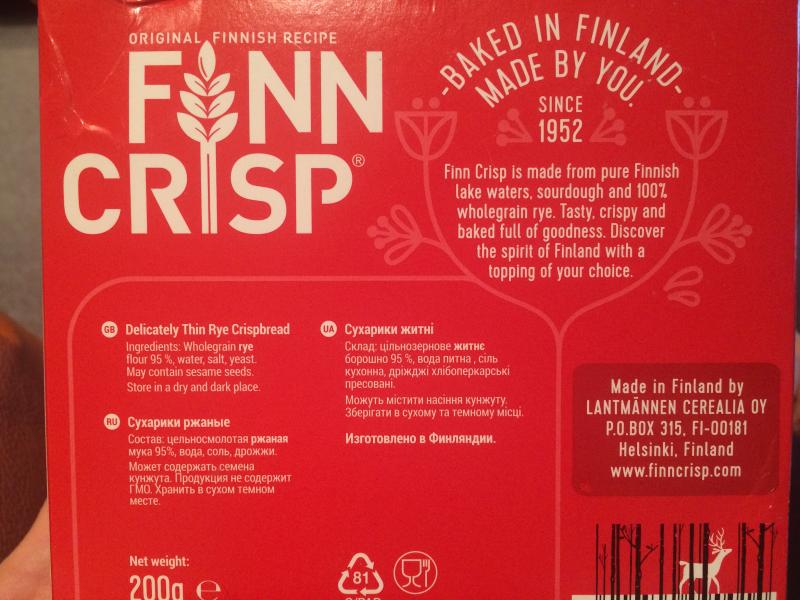 ORIGINAL FINNISH RECIPE
FINN
CRISP®
-BAKED IN FINLAND-
MADE BY YOU.
SINCE
1952
Finn Crisp is made from pure Finnish
lake waters, sourdough and 100%
wholegrain rye. Tasty, crispy and
baked full of goodness. Discover
the spirit of Finland with a
topping of your choice.
GB Delicately Thin Rye Crispbread
Ingredients: Wholegrain rye
flour 95 %, water, salt, yeast.
May contain sesame seeds.
Store in a dry and dark place.
RU Сухарики ржаные
Состав: цельносмолотая ржаная
мука 95%, вода, соль, дрожжи.
Может содержать семена
кунжута. Продукция не содержит
ГМО. Хранить в сухом темном
месте.
UA Сухарики житні
Склад: цільнозернове житнє
борошно 95 %, вода питна , сіль
кухонна, дріжджі хлібопекарські
пресовані.
Можуть містити насіння кунжуту.
Зберігати в сухому та темному місці.
Изготовлено в Финляндии.
Made in Finland by
LANTMÄNNEN CEREALIA OY
P.O.BOX 315, FI-00181
Helsinki, Finland
www.finncrisp.com
Net weight:
200g e
81
C/PAP